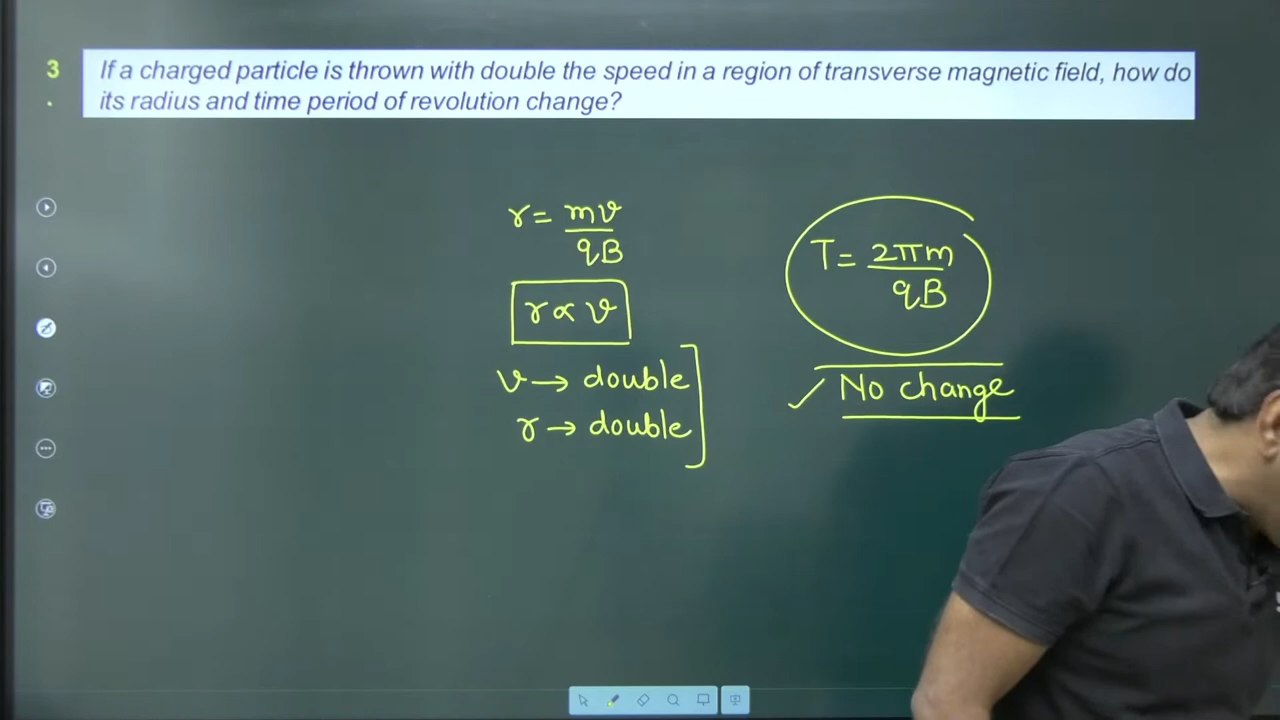 3
.
If a charged particle is thrown with double the speed in a region of transverse magnetic field, how do
its radius and time period of revolution change?
r = mv
qB
r ∝ v
v → double
r → double
T = 2πm
qB
✓ No change